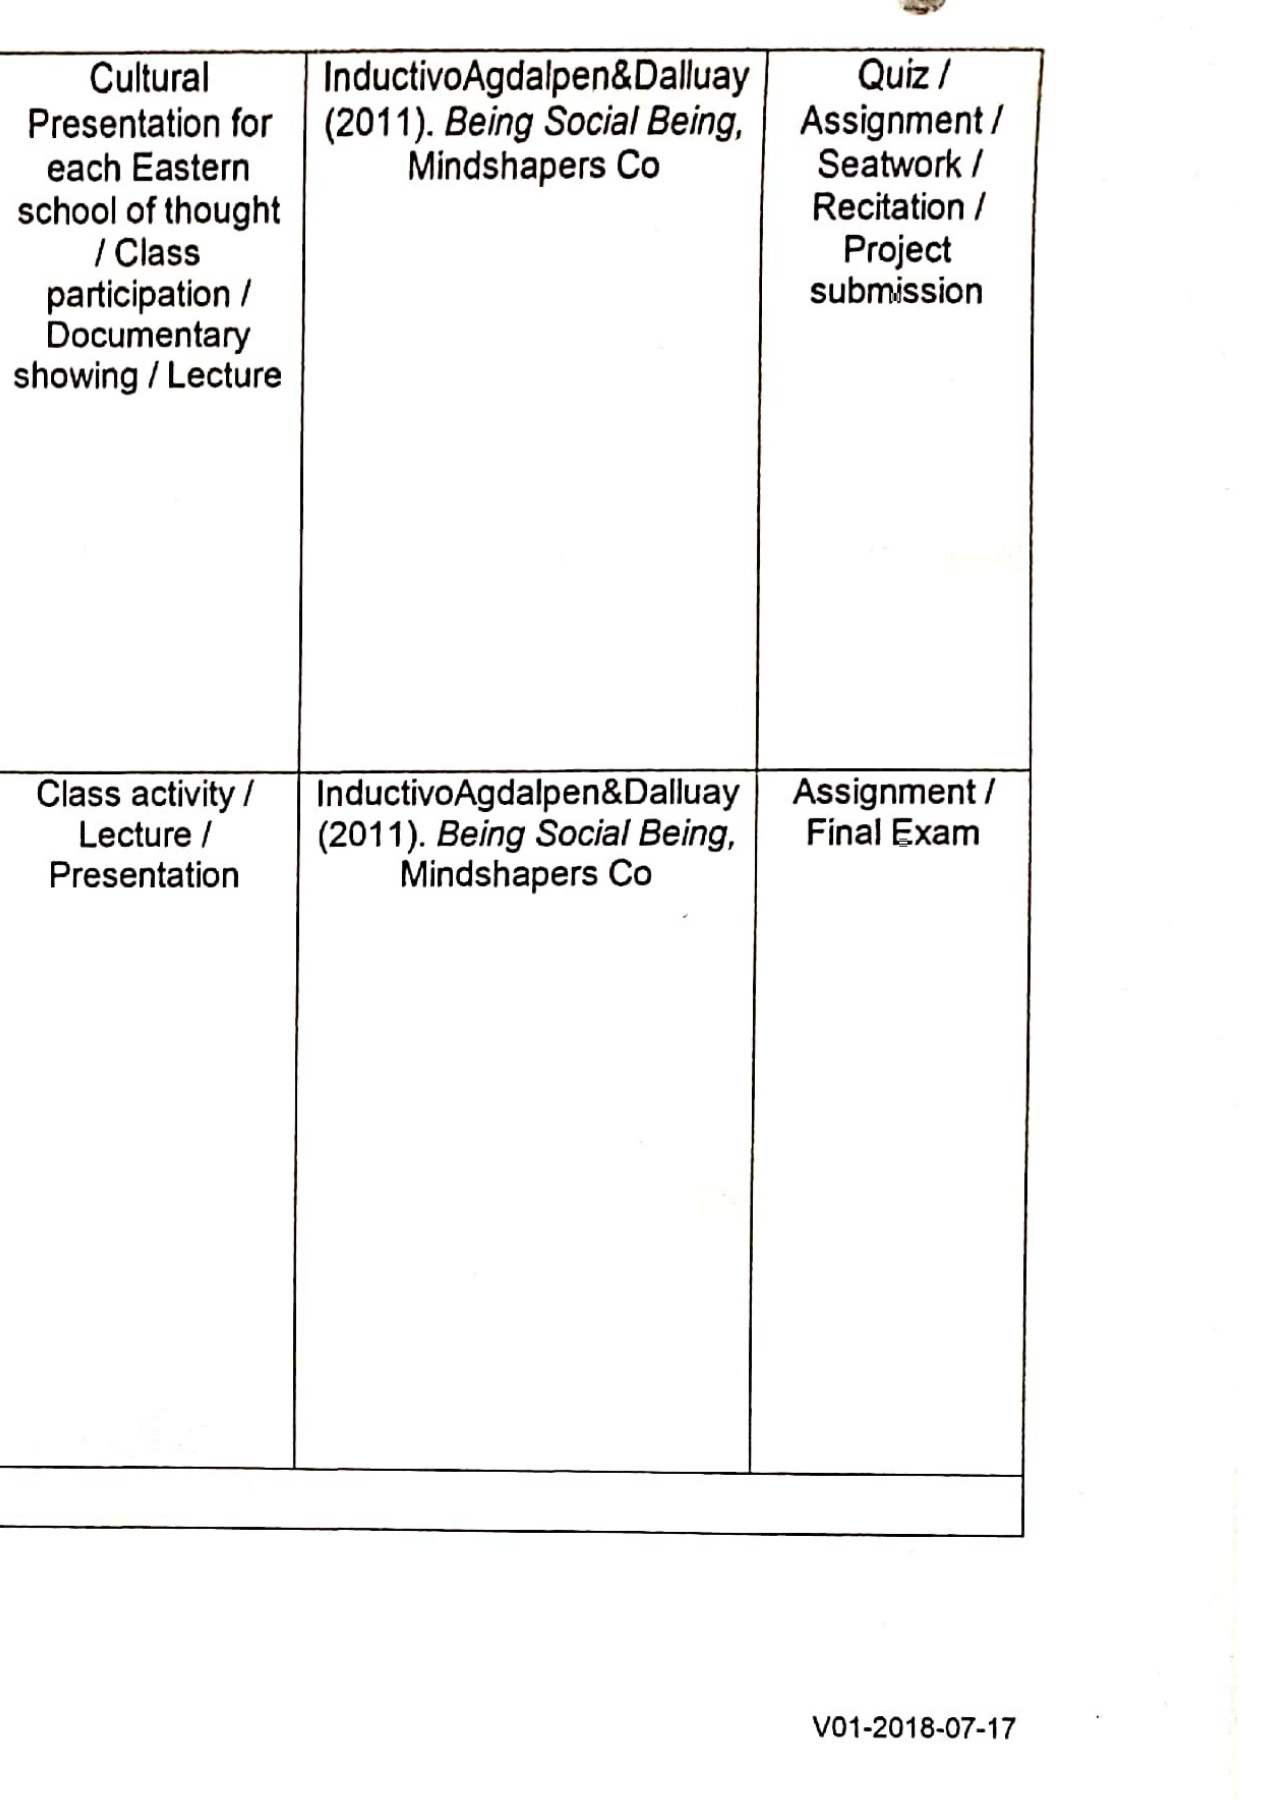 Cultural
Presentation for
each Eastern
school of thought
/ Class
participation /
Documentary
showing / Lecture
InductivoAgdalpen&Dalluay
(2011). Being Social Being,
Mindshapers Co
Quiz /
Assignment /
Seatwork /
Recitation /
Project
submission
Class activity /
Lecture /
Presentation
InductivoAgdalpen&Dalluay
(2011). Being Social Being,
Mindshapers Co
Assignment /
Final Exam
V01-2018-07-17